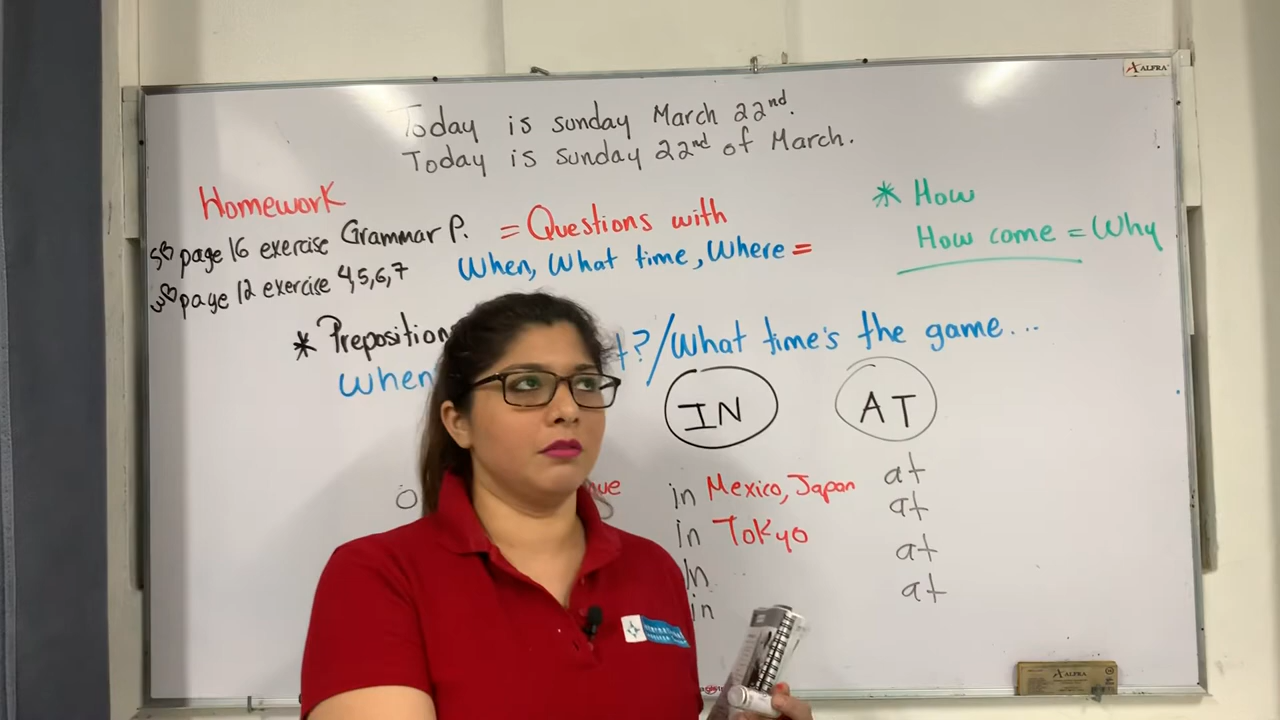 Today is sunday March 22nd.
Today is sunday 22nd of March.
Homework
SB page 16 exercise Grammar P.
page 12 exercise 4,5,6,7
= Questions with
When, What time, Where =
* How
How come = Why
* Preposition
When t?/What time's the game...
IN
AT
in Mexico, Japan
in Tokyo
In
in
at
at
at
at
ALFRA
ALFRA